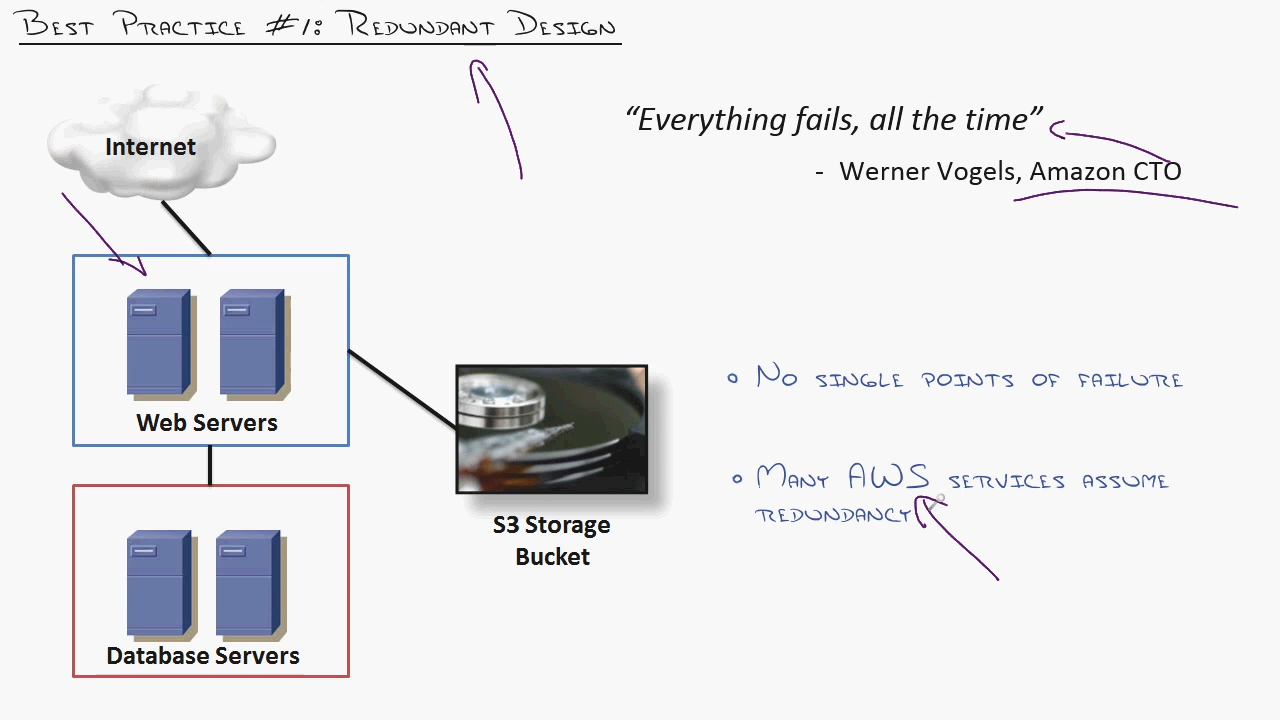 Best Practice #1: Redundant Design
Internet
“Everything fails, all the time”
- Werner Vogels, Amazon CTO
Web Servers
No single points of failure
Many AWS services assume
redundancy
S3 Storage
Bucket
Database Servers